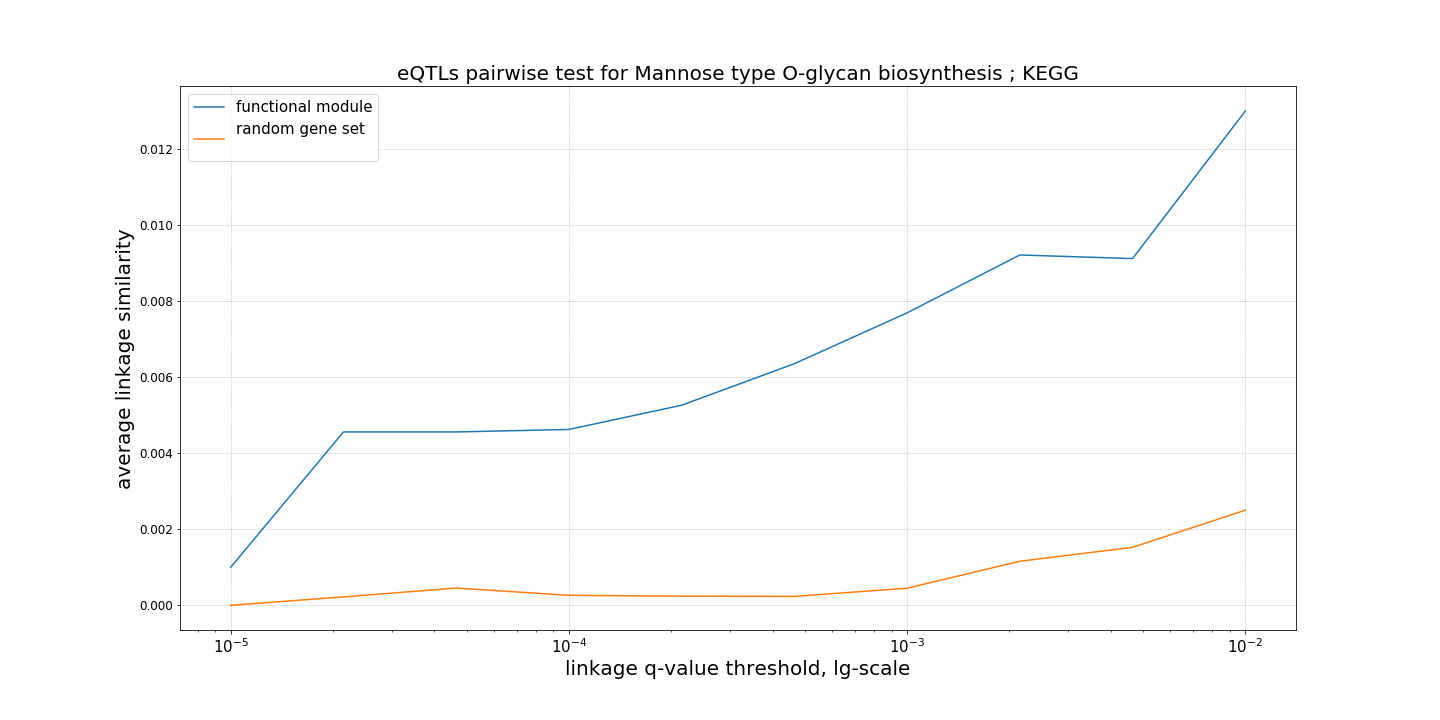 eQTLs pairwise test for Mannose type O-glycan biosynthesis ; KEGG
functional module
random gene set
0.012
0.010
0.008
0.006
0.004
0.002
0.000
average linkage similarity
10⁻⁵ 10⁻⁴ 10⁻³ 10⁻²
linkage q-value threshold, lg-scale